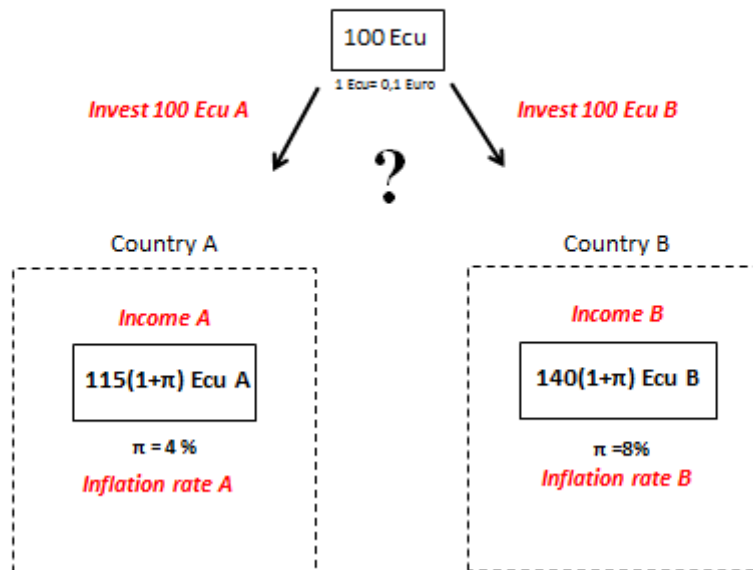 100 Ecu
1 Ecu= 0,1 Euro
Invest 100 Ecu A
Invest 100 Ecu B
?
Country A
Country B
Income A
Income B
115(1+π) Ecu A
140(1+π) Ecu B
π = 4 %
π =8%
Inflation rate A
Inflation rate B